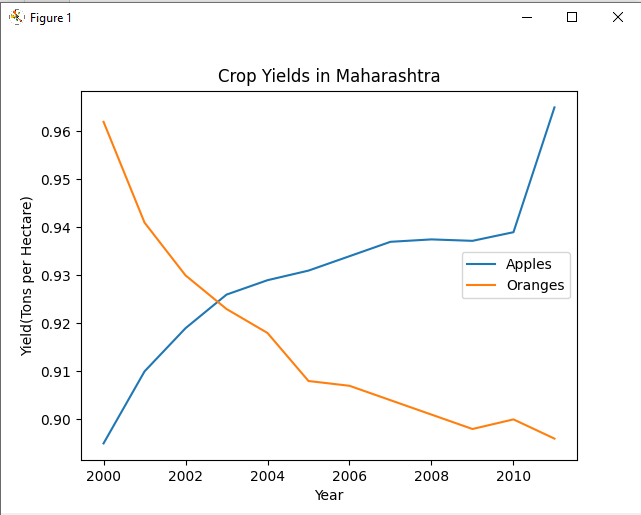 Figure 1
Crop Yields in Maharashtra
0.96
0.95
0.94
0.93
0.92
0.91
0.90
Yield(Tons per Hectare)
Apples
Oranges
2000 2002 2004 2006 2008 2010
Year